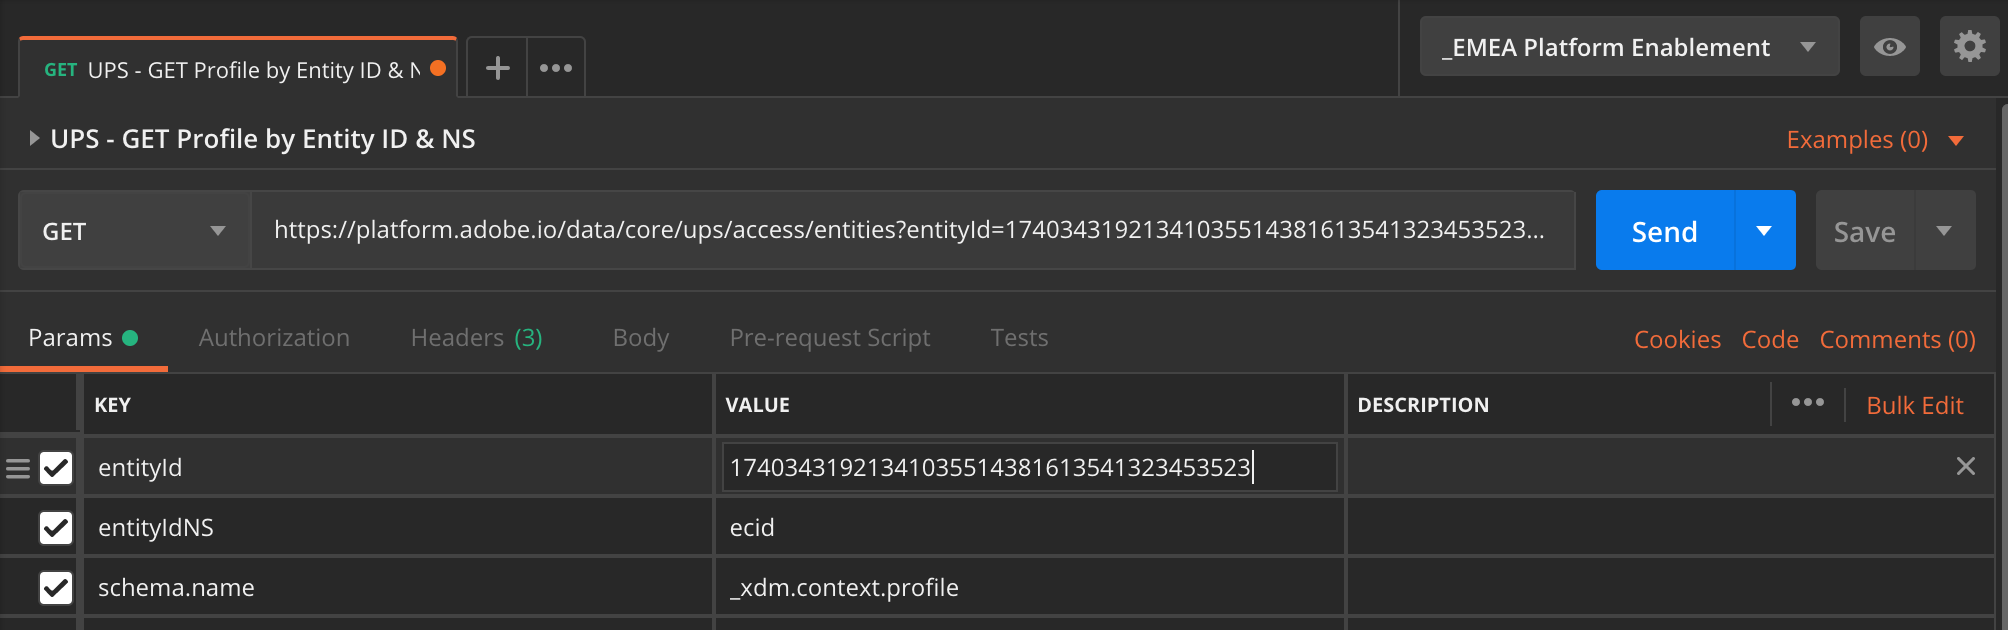 _EMEA Platform Enablement
GET UPS - GET Profile by Entity ID & N
UPS - GET Profile by Entity ID & NS
Examples (0)
GET https://platform.adobe.io/data/core/ups/access/entities?entityId=17403431921341035514381613541323453523... Send Save
Params Authorization Headers (3) Body Pre-request Script Tests Cookies Code Comments (0)
KEY VALUE DESCRIPTION Bulk Edit
entityId 17403431921341035514381613541323453523
entityIdNS ecid
schema.name _xdm.context.profile